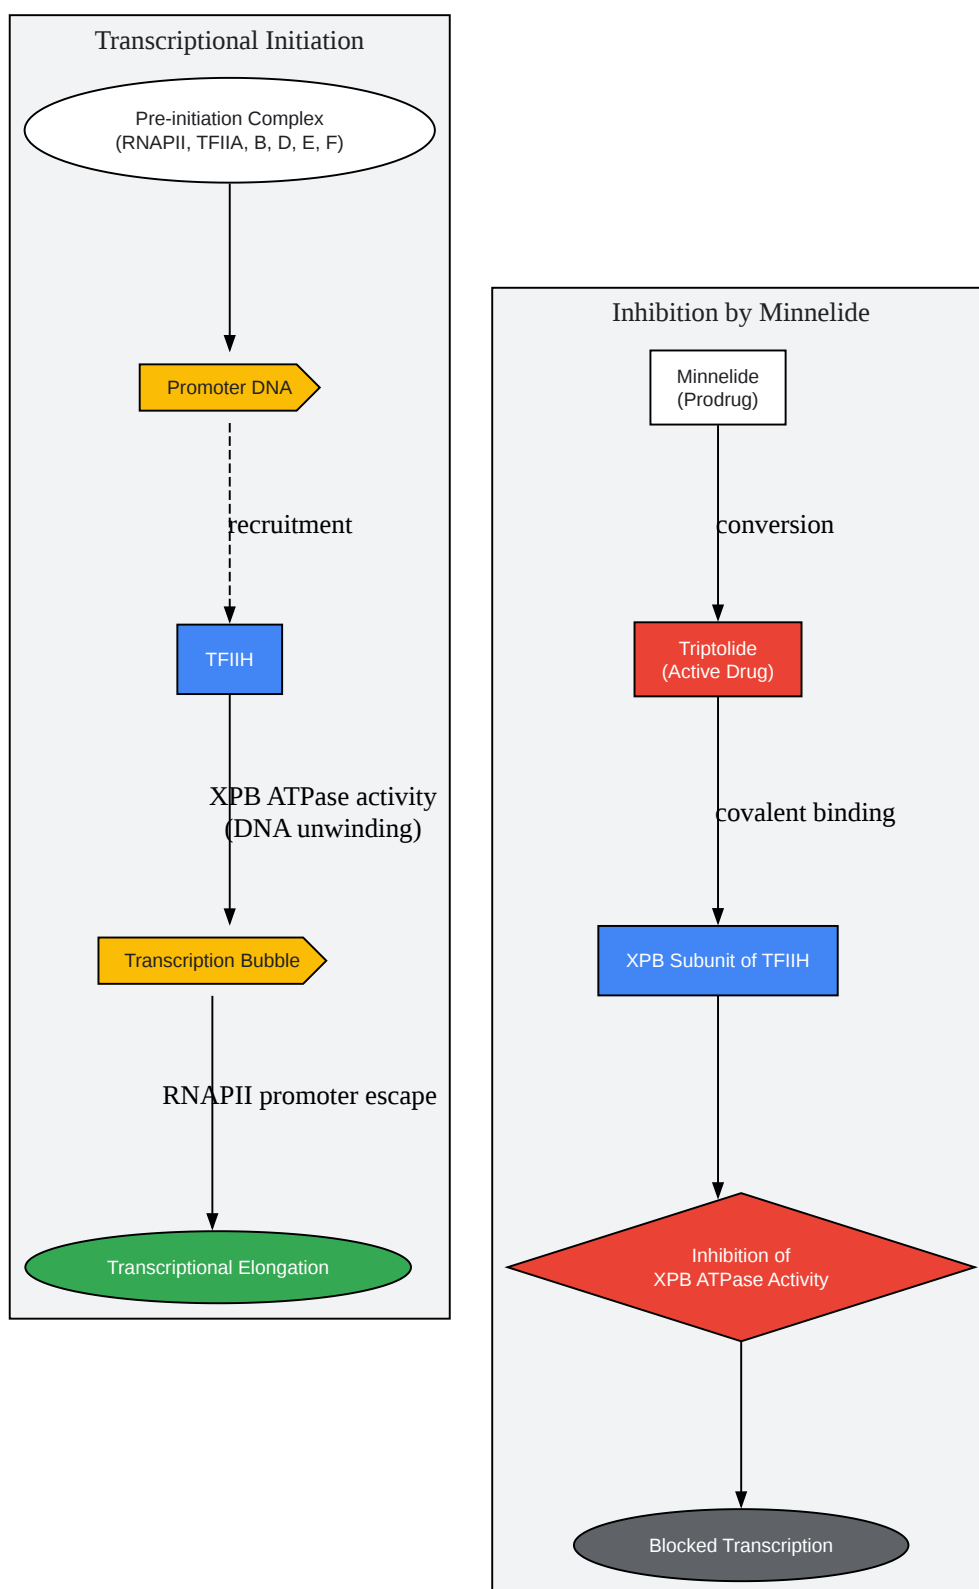 Transcriptional Initiation
Pre-initiation Complex
(RNAPII, TFIIA, B, D, E, F)
Promoter DNA
recruitment
TFIIH
XPB ATPase activity
(DNA unwinding)
Transcription Bubble
RNAPII promoter escape
Transcriptional Elongation
Inhibition by Minnelide
Minnelide
(Prodrug)
conversion
Triptolide
(Active Drug)
covalent binding
XPB Subunit of TFIIH
Inhibition of
XPB ATPase Activity
Blocked Transcription